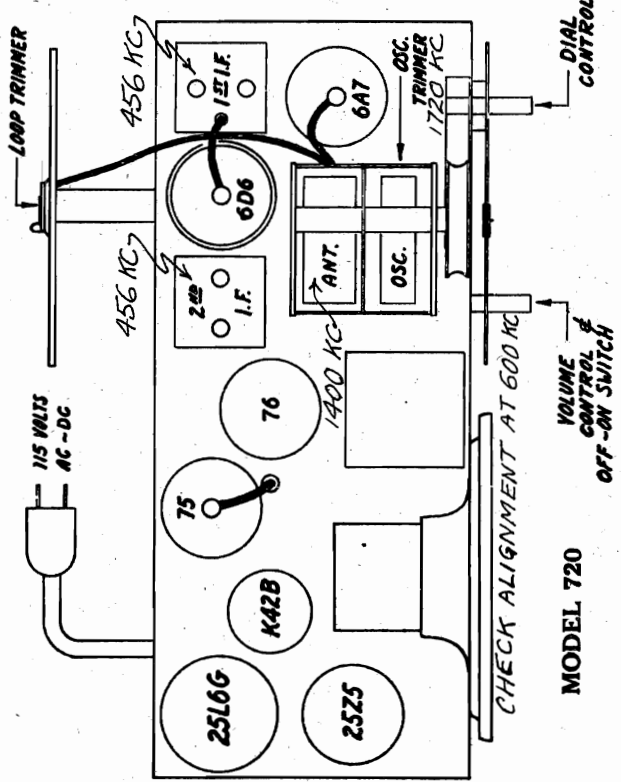 LOOP TRIMMER
115 VOLTS
AC-DC
456 KC
456 KC
1ST I.F.
2ND
I.F.
6D6
6A7
OSC.
TRIMMER
1720 KC
ANT.
OSC.
1400 KC
76
75
K42B
25L6G
25Z5
DIAL
CONTROL
VOLUME
CONTROL &
OFF-ON SWITCH
CHECK ALIGNMENT AT 600 KC
MODEL 720